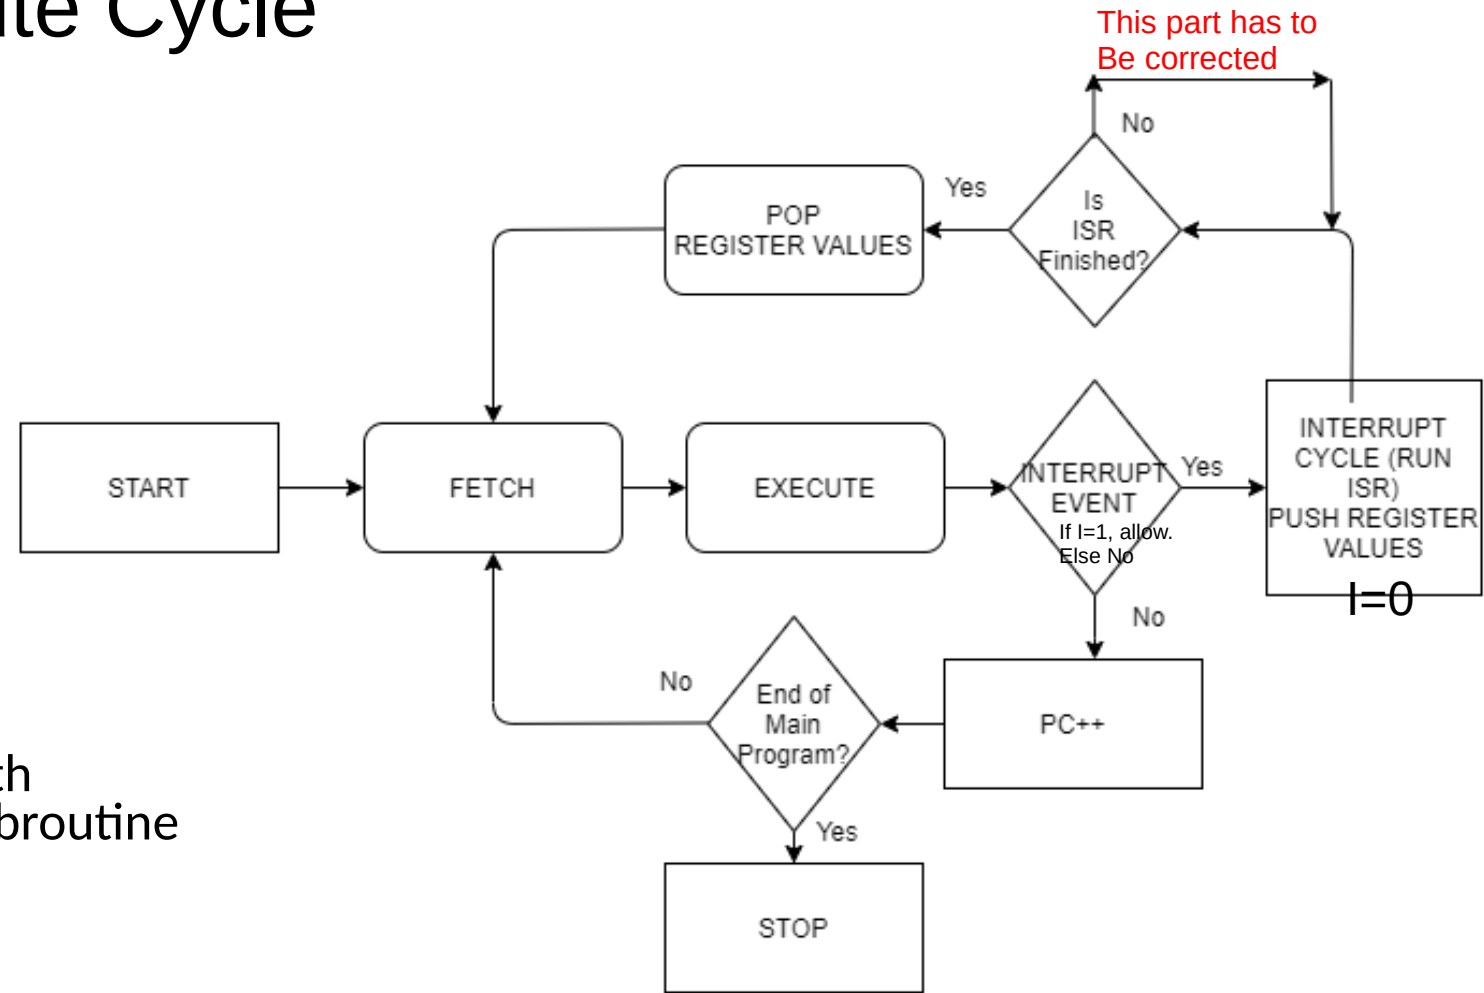 ite Cycle
This part has to
Be corrected
No
Yes
Is
ISR
Finished?
POP
REGISTER VALUES
START
FETCH
EXECUTE
INTERRUPT
EVENT
If I=1, allow.
Else No
Yes
INTERRUPT
CYCLE (RUN
ISR)
PUSH REGISTER
VALUES
I=0
No
PC++
End of
Main
Program?
No
Yes
STOP
th
broutine